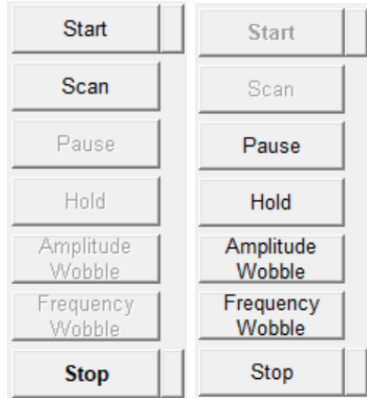 Start
Scan
Pause
Hold
Amplitude
Wobble
Frequency
Wobble
Stop
Start
Scan
Pause
Hold
Amplitude
Wobble
Frequency
Wobble
Stop